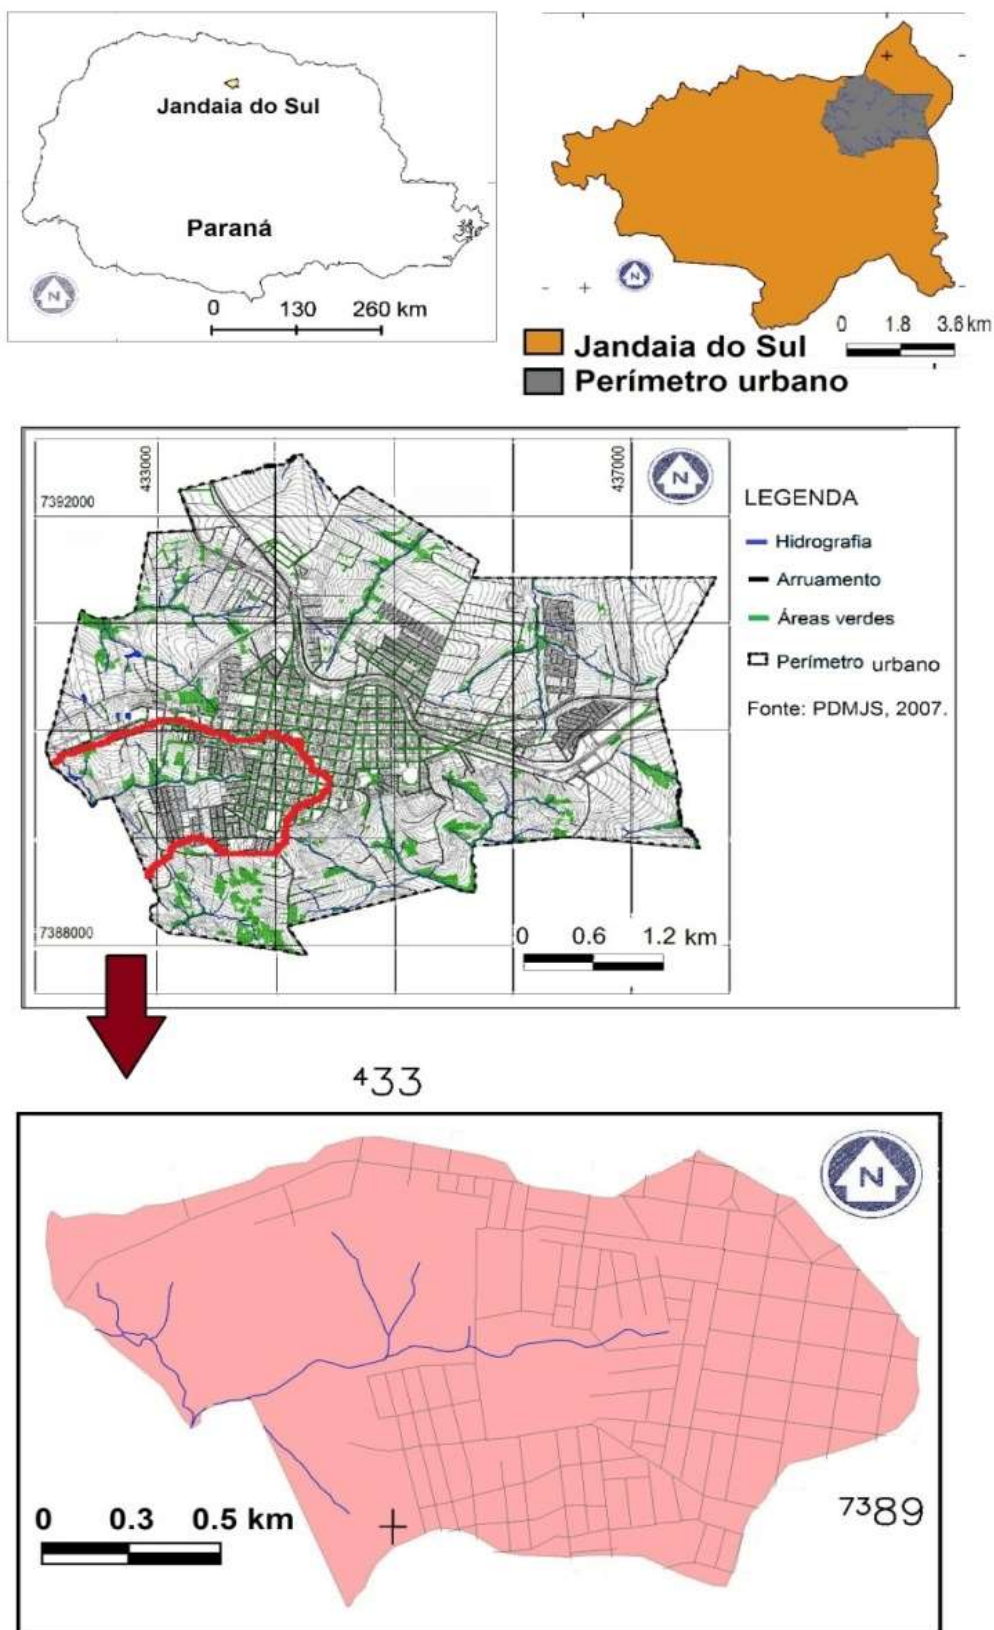 Jandaia do Sul
Paraná
N
0 130 260 km
N
0 1.8 3.6 km
Jandaia do Sul
Perímetro urbano
433000
437000
7392000
N
LEGENDA
Hidrografia
Arruamento
Áreas verdes
Perímetro urbano
Fonte: PDMJS, 2007.
7388000
0 0.6 1.2 km
433
N
7389
0 0.3 0.5 km